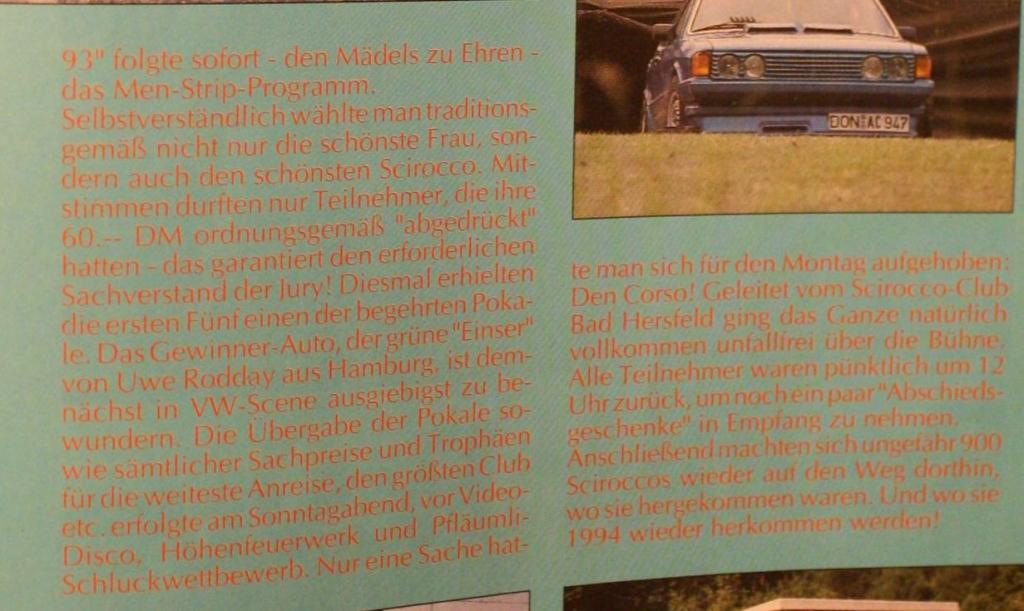 93" folgte sofort - den Mädels zu Ehren -
das Men-Strip-Programm.
Selbstverständlich wählte man traditions-
gemäß nicht nur die schönste Frau, son-
dern auch den schönsten Scirocco. Mit-
stimmen durften nur Teilnehmer, die ihre
60.-- DM ordnungsgemäß "abgedrückt"
hatten - das garantiert den erforderlichen
Sachverstand der Jury! Diesmal erhielten
die ersten Fünf einen der begehrten Poka-
le. Das Gewinner-Auto, der grüne "Einser"
von Uwe Rodday aus Hamburg, ist dem-
nächst in VW-Scene ausgiebigst zu be-
wundern. Die Übergabe der Pokale so-
wie sämtlicher Sachpreise und Trophäen
für die weiteste Anreise, den größten Club
etc. erfolgte am Sonntagabend, vor Video-
Disco, Höhenfeuerwerk und Pfläumli-
Schluckwettbewerb. Nur eine Sache hat-
DON AC 947
te man sich für den Montag aufgehoben:
Den Corso! Geleitet vom Scirocco-Club
Bad Hersfeld ging das Ganze natürlich
vollkommen unfallfrei über die Bühne.
Alle Teilnehmer waren pünktlich um 12
Uhr zurück, um noch ein paar "Abschieds-
geschenke" in Empfang zu nehmen.
Anschließend machten sich ungefähr 900
Sciroccos wieder auf den Weg dorthin,
wo sie hergekommen waren. Und wo sie
1994 wieder herkommen werden!